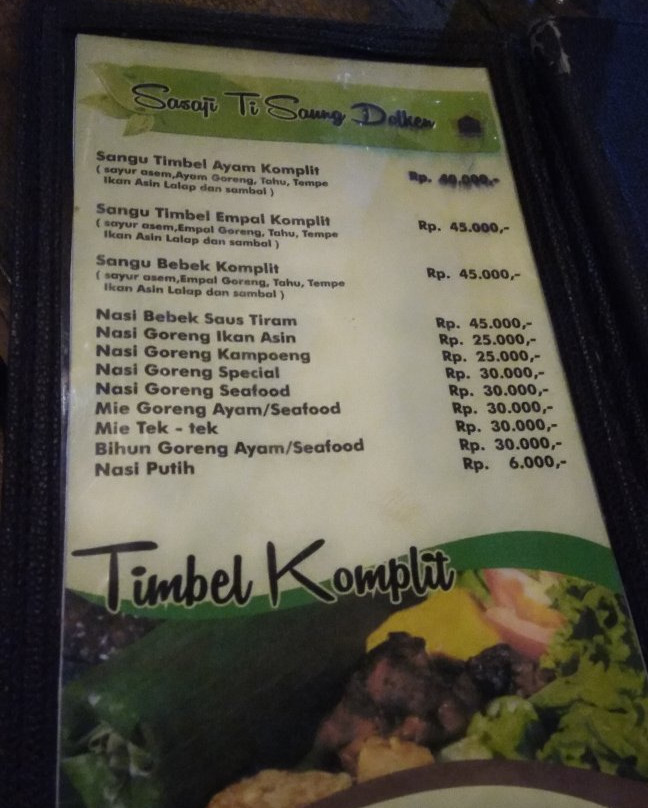 Sasaji Ti Saung Dolken
Sangu Timbel Ayam Komplit Rp. 40.000,-
( sayur asem,Ayam Goreng, Tahu, Tempe
Ikan Asin Lalap dan sambal )
Sangu Timbel Empal Komplit Rp. 45.000,-
( sayur asem,Empal Goreng, Tahu, Tempe
Ikan Asin Lalap dan sambal )
Sangu Bebek Komplit Rp. 45.000,-
( sayur asem,Empal Goreng, Tahu, Tempe
Ikan Asin Lalap dan sambal )
Nasi Bebek Saus Tiram Rp. 45.000,-
Nasi Goreng Ikan Asin Rp. 25.000,-
Nasi Goreng Kampoeng Rp. 25.000,-
Nasi Goreng Special Rp. 30.000,-
Nasi Goreng Seafood Rp. 30.000,-
Mie Goreng Ayam/Seafood Rp. 30.000,-
Mie Tek - tek Rp. 30.000,-
Bihun Goreng Ayam/Seafood Rp. 30.000,-
Nasi Putih Rp. 6.000,-
Timbel Komplit